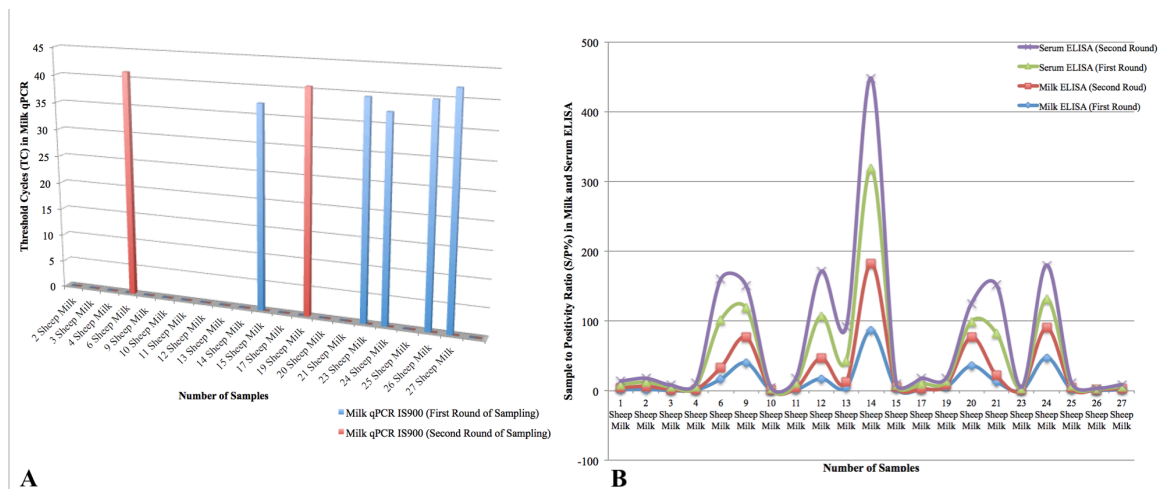 45
40
35
30
25
20
15
10
5
0
Threshold Cycles (TC) in Milk qPCR
2 Sheep Milk
3 Sheep Milk
4 Sheep Milk
6 Sheep Milk
9 Sheep Milk
10 Sheep Milk
11 Sheep Milk
12 Sheep Milk
13 Sheep Milk
14 Sheep Milk
15 Sheep Milk
17 Sheep Milk
19 Sheep Milk
20 Sheep Milk
21 Sheep Milk
23 Sheep Milk
24 Sheep Milk
25 Sheep Milk
26 Sheep Milk
27 Sheep Milk
Number of Samples
Milk qPCR IS900 (First Round of Sampling)
Milk qPCR IS900 (Second Round of Sampling)
A
500
400
300
200
100
0
-100
Sample to Positivity Ratio (S/P%) in Milk and Serum ELISA
Serum ELISA (Second Round)
Serum ELISA (First Round)
Milk ELISA (Second Roud)
Milk ELISA (First Round)
1 2 3 4 6 9 10 11 12 13 14 15 17 19 20 21 23 24 25 26 27
Sheep Sheep Sheep Sheep Sheep Sheep Sheep Sheep Sheep Sheep Sheep Sheep Sheep Sheep Sheep Sheep Sheep Sheep Sheep Sheep Sheep
Milk Milk Milk Milk Milk Milk Milk Milk Milk Milk Milk Milk Milk Milk Milk Milk Milk Milk Milk Milk Milk
Number of Samples
B